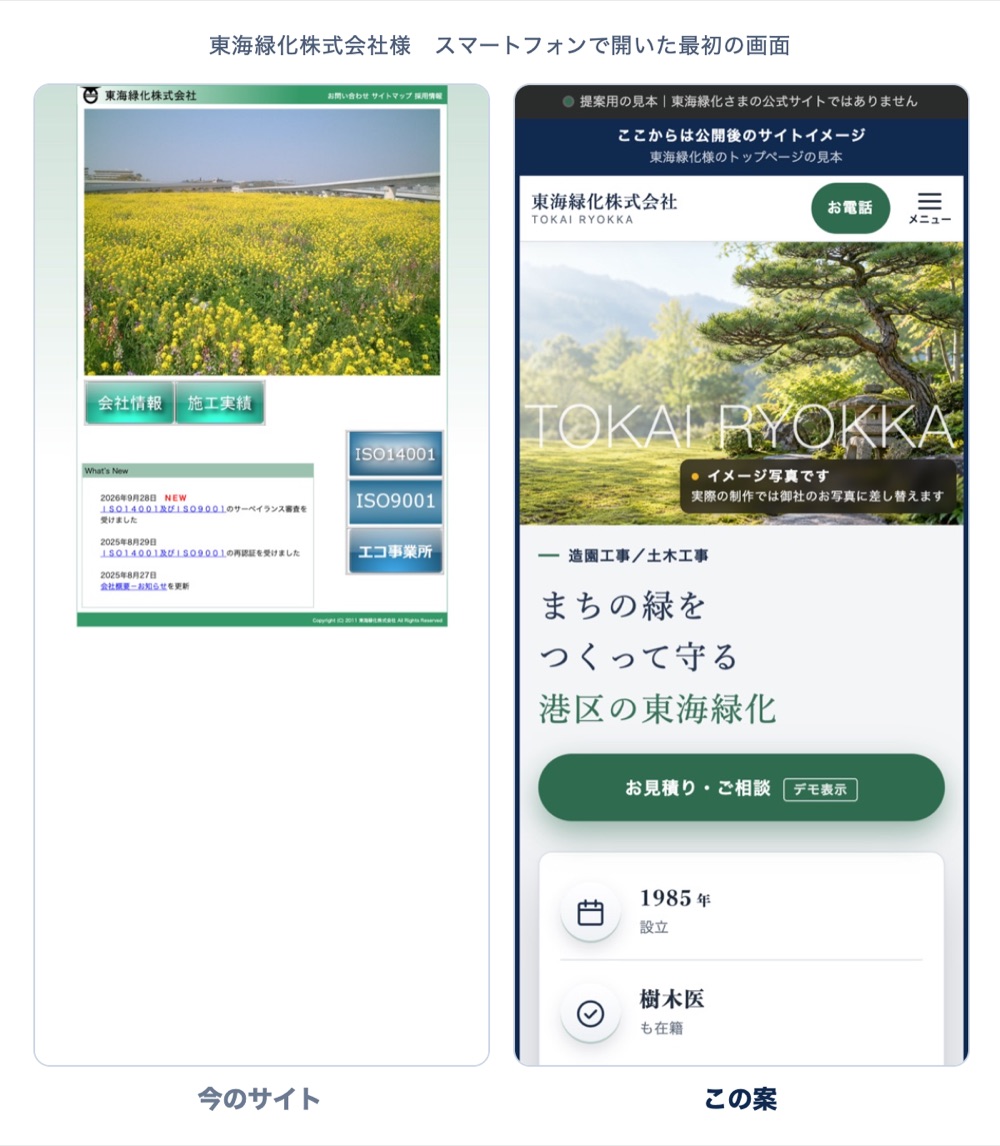 東海緑化株式会社様　スマートフォンで開いた最初の画面
東海緑化株式会社
お問い合わせ サイトマップ 採用情報
会社情報
施工実績
ISO14001
ISO9001
エコ事業所
What's New
2026年9月28日 NEW
ＩＳＯ１４００１及びＩＳＯ９００１のサーベイランス審査を
受けました
2025年8月29日
ＩＳＯ１４００１及びＩＳＯ９００１の再認証を受けました
2025年8月27日
会社概要－お知らせを更新
Copyright (C) 2011 東海緑化株式会社 All Rights Reserved
今のサイト
提案用の見本｜東海緑化さまの公式サイトではありません
ここからは公開後のサイトイメージ
東海緑化様のトップページの見本
東海緑化株式会社
TOKAI RYOKKA
お電話
メニュー
TOKAI RYOKKA
イメージ写真です
実際の制作では御社のお写真に差し替えます
造園工事／土木工事
まちの緑を
つくって守る
港区の東海緑化
お見積り・ご相談 デモ表示
1985年
設立
樹木医
も在籍
この案